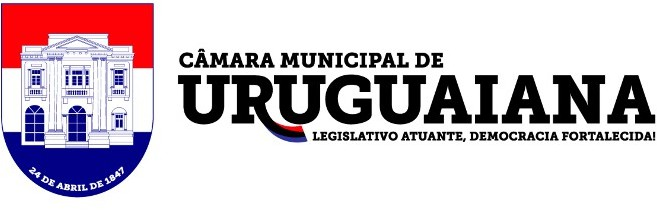 CÂMARA MUNICIPAL DE
URUGUAIANA
LEGISLATIVO ATUANTE, DEMOCRACIA FORTALECIDA!
24 DE ABRIL DE 1847